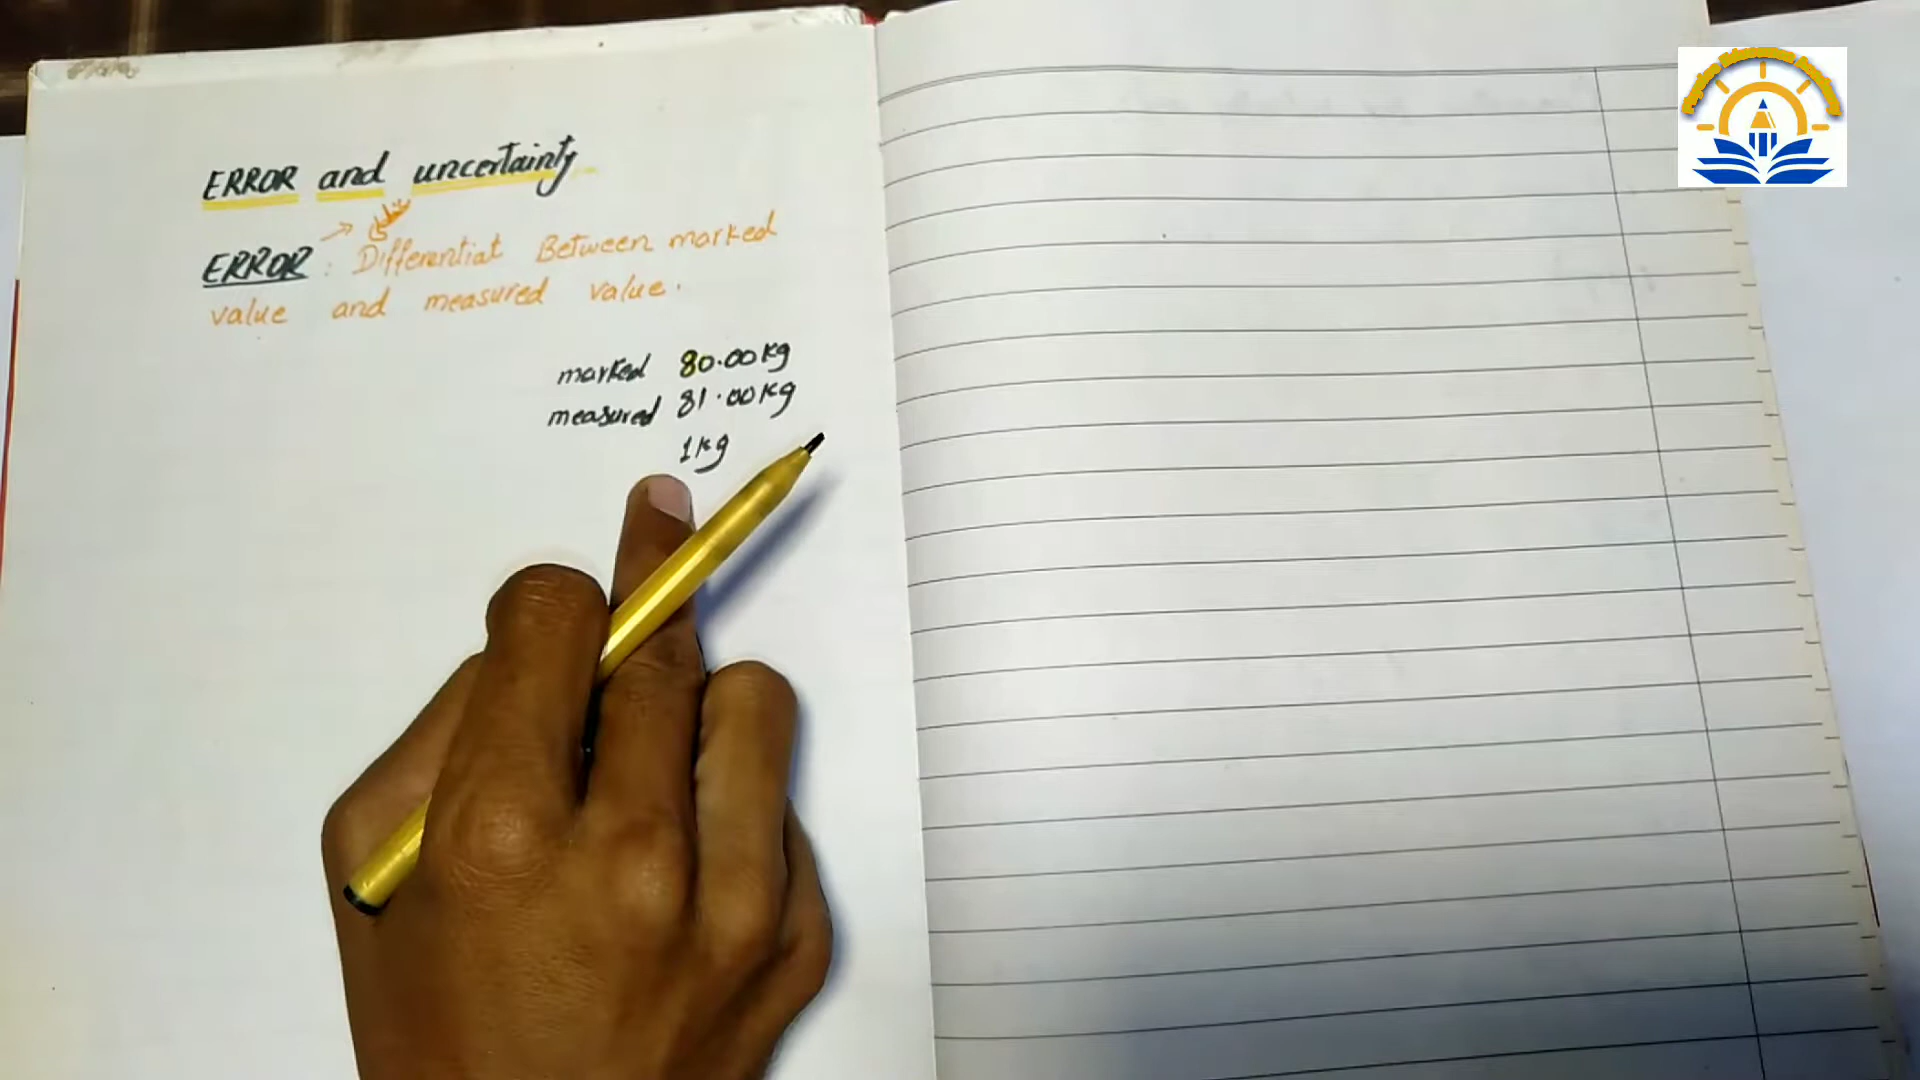 ERROR and uncertainty
ERROR : Differentiat Between marked
value and measured value.
marked 80.00kg
measured 81.00kg
1kg